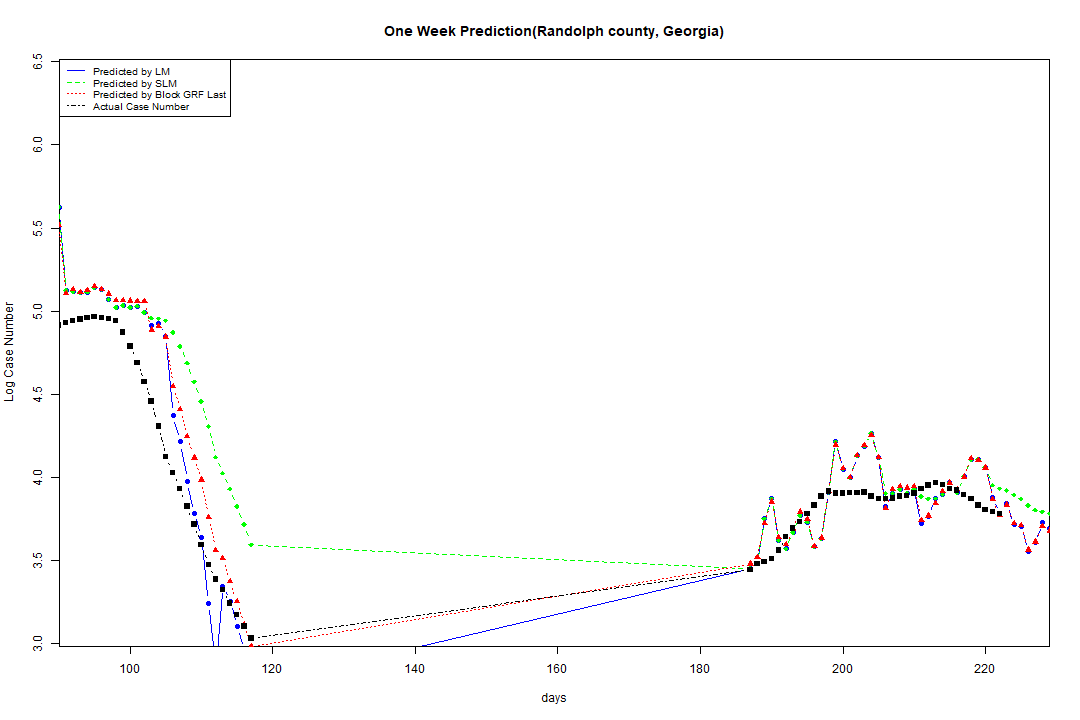 One Week Prediction(Randolph county, Georgia)
6.5
6.0
5.5
5.0
4.5
4.0
3.5
3.0
Log Case Number
Predicted by LM
Predicted by SLM
Predicted by Block GRF Last
Actual Case Number
100 120 140 160 180 200 220
days